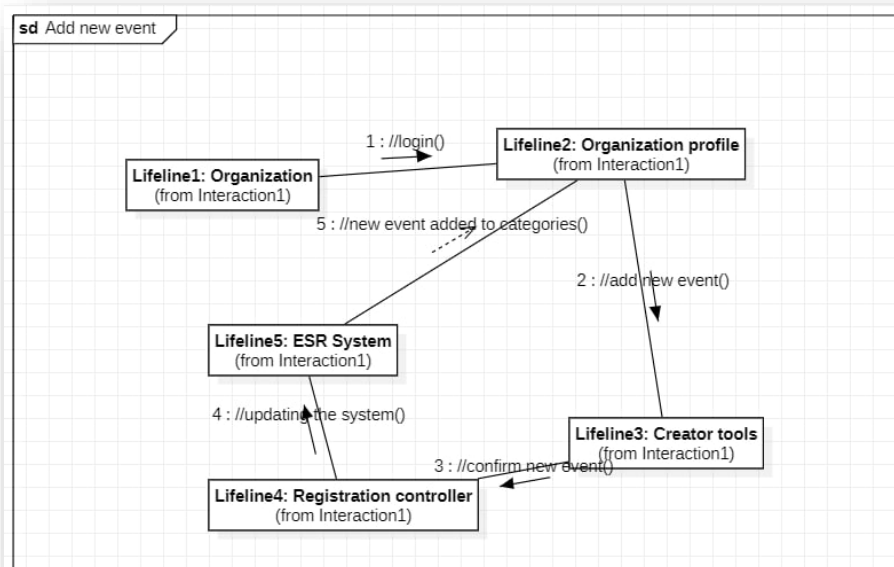 sd Add new event
1 : //login()
Lifeline2: Organization profile
(from Interaction1)
Lifeline1: Organization
(from Interaction1)
5 : //new event added to categories()
2 : //add new event()
Lifeline5: ESR System
(from Interaction1)
4 : //updating the system()
Lifeline3: Creator tools
(from Interaction1)
3 : //confirm new event()
Lifeline4: Registration controller
(from Interaction1)